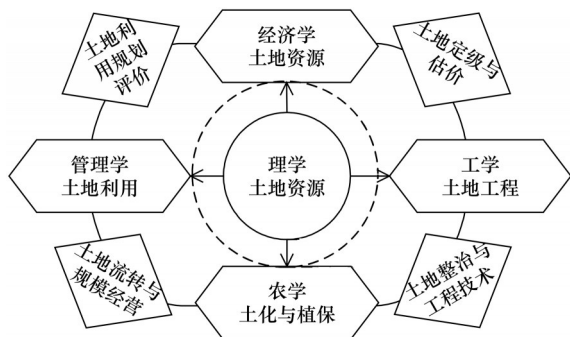 经济学
土地资源
土地利
用规划
评价
土地定级与
估价
管理学
土地利用
理学
土地资源
工学
土地工程
土地流转与
规模经营
农学
土化与植保
土地整治与
工程技术